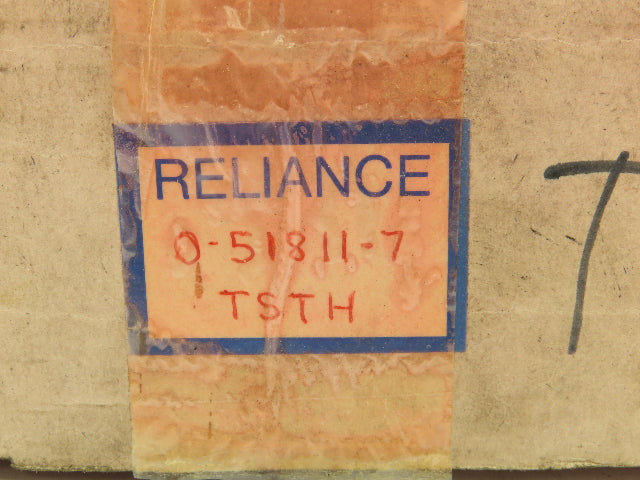 RELIANCE
0-51811-7
TSTH
T